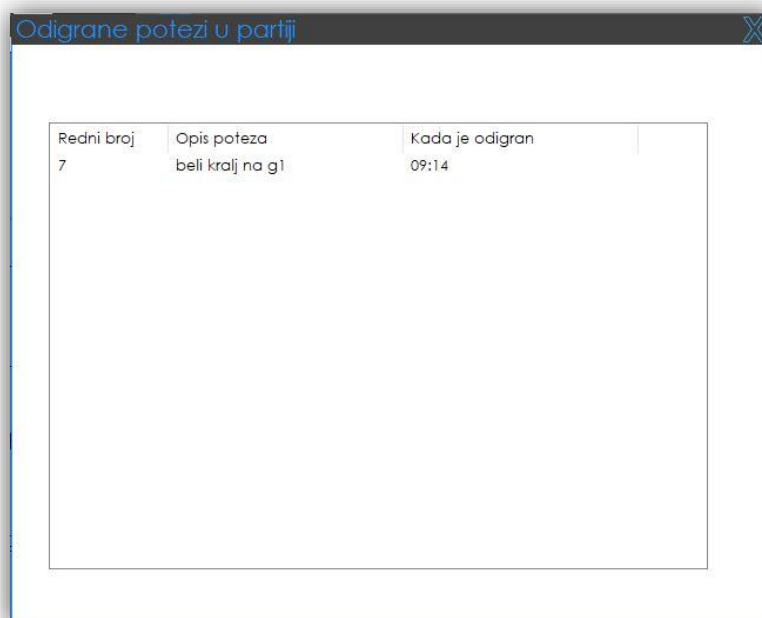 Odigrane potezi u partiji X
Redni broj Opis poteza Kada je odigran
7 beli kralj na g1 09:14